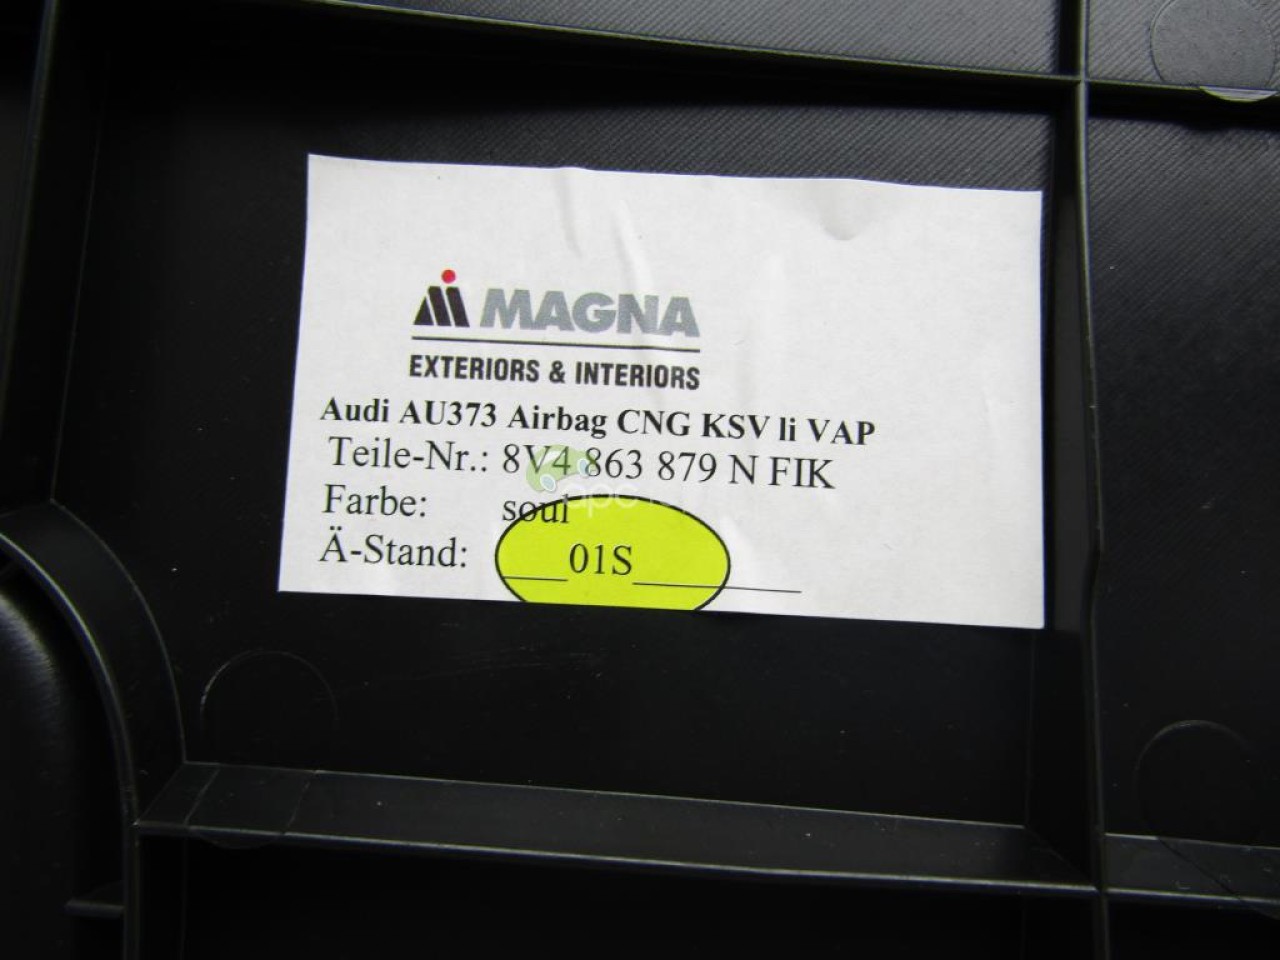 MAGNA
EXTERIORS & INTERIORS
Audi AU373 Airbag CNG KSV li VAP
Teile-Nr.: 8V4 863 879 N FIK
Farbe: soul
Ä-Stand: 01S
apc